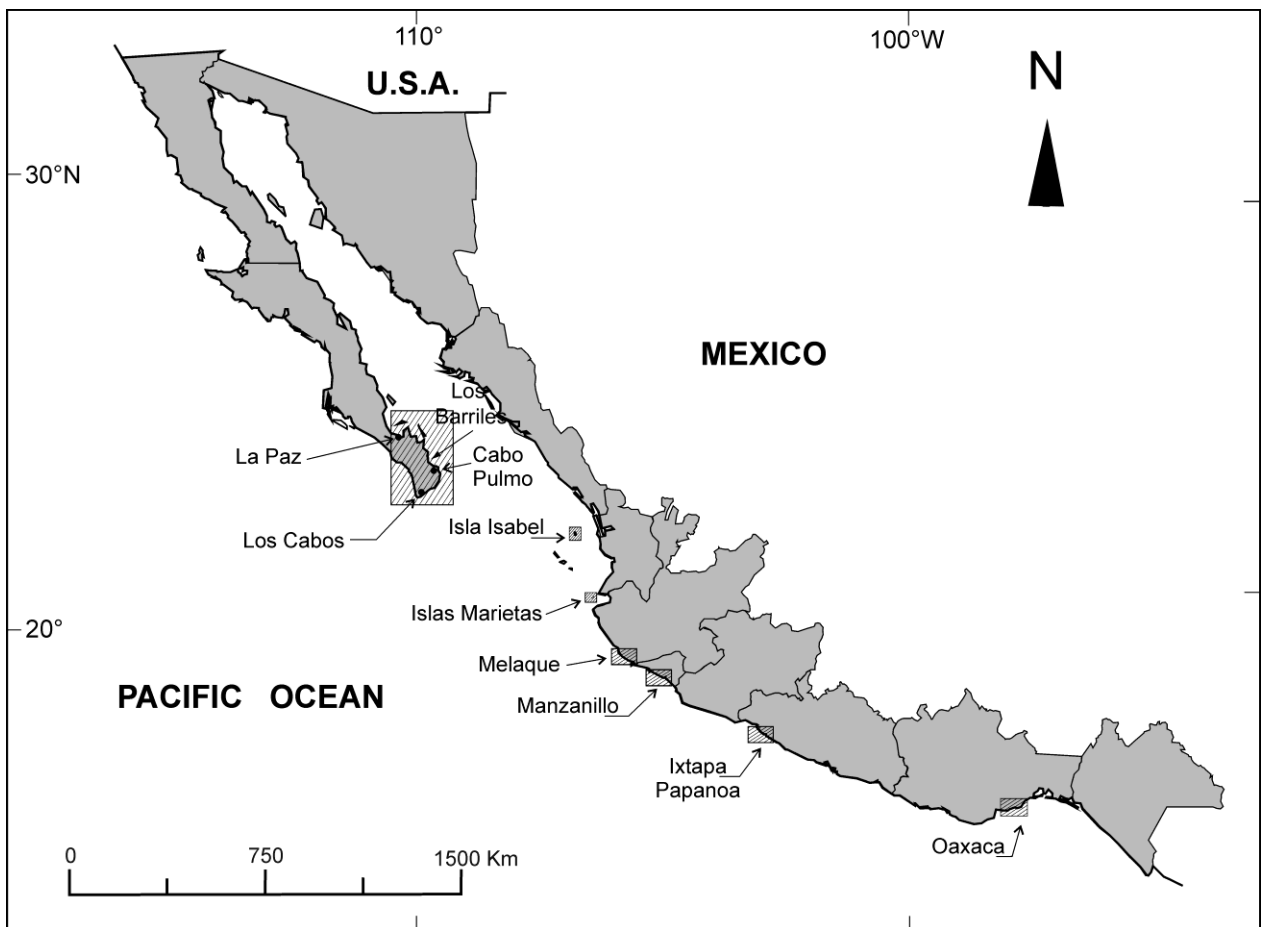 110°
100°W
U.S.A.
N
30°N
MEXICO
Los
Barriles
La Paz
Cabo
Pulmo
Isla Isabel
Los Cabos
Islas Marietas
20°
Melaque
PACIFIC OCEAN
Manzanillo
Ixtapa
Papanoa
Oaxaca
0 750 1500 Km